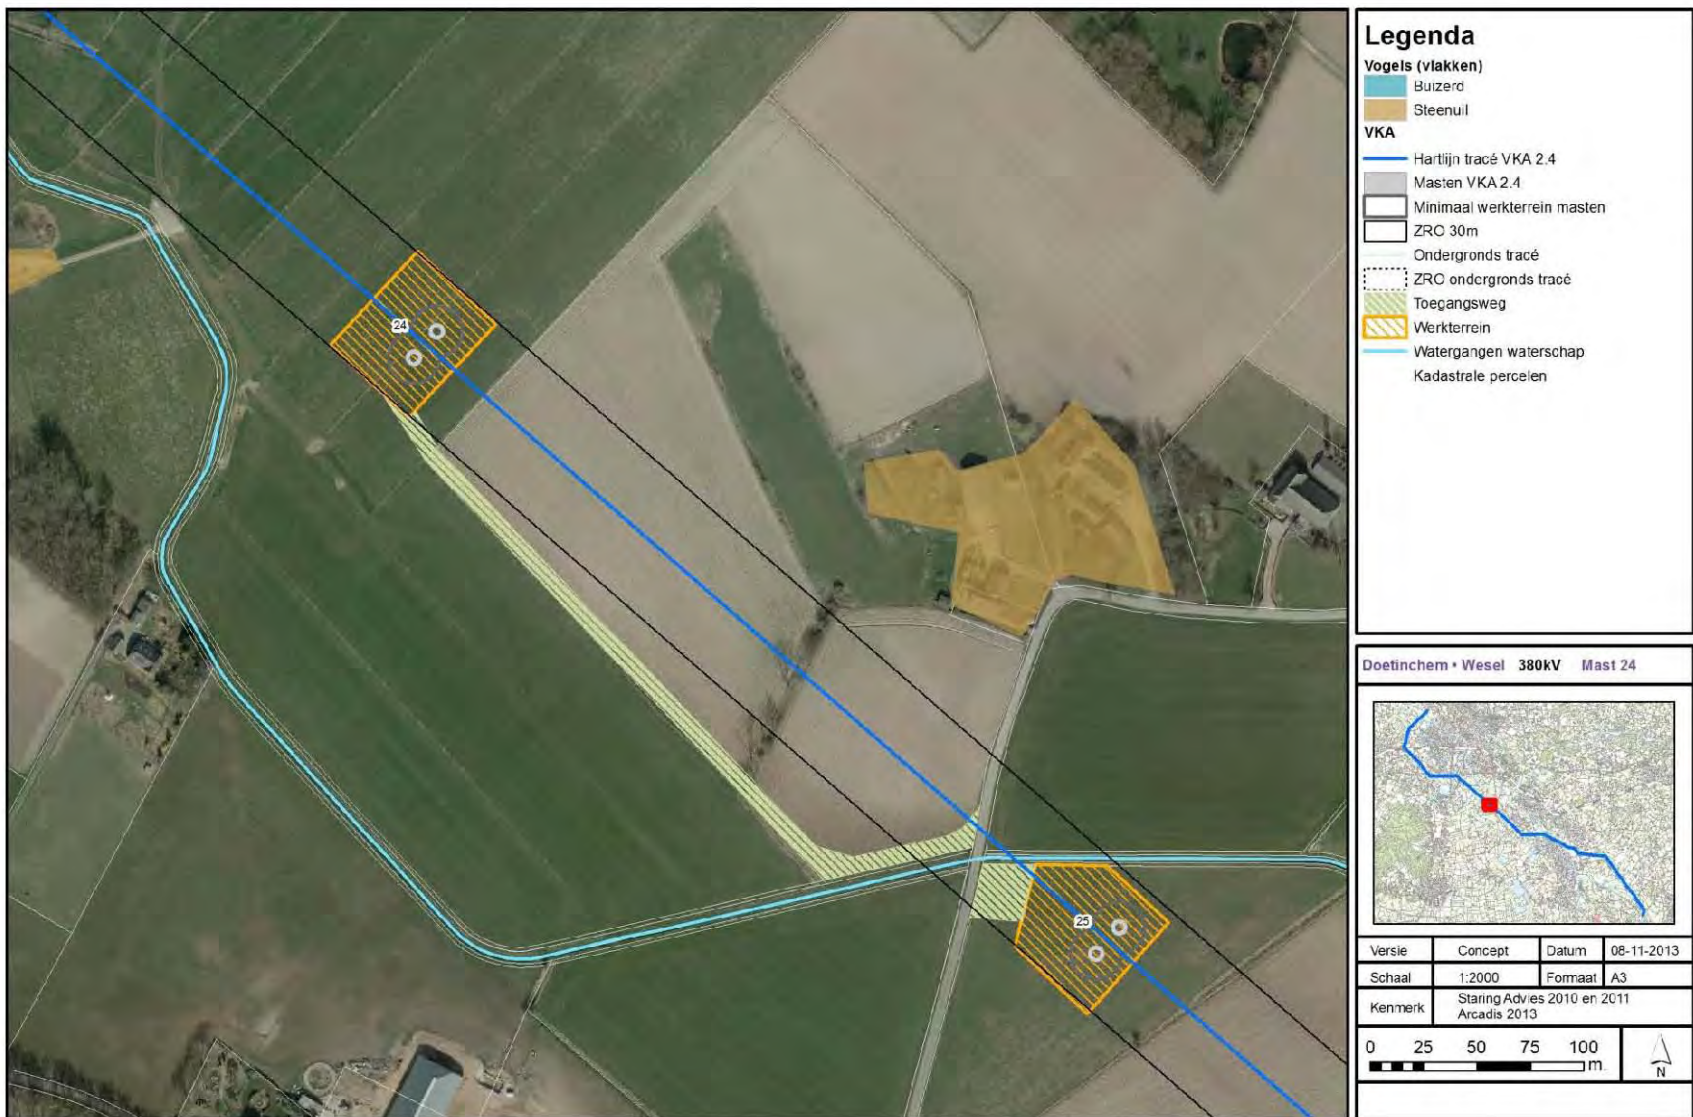 Legenda
Vogels (vlakken)
Buizerd
Steenuil
VKA
Hartlijn tracé VKA 2.4
Masten VKA 2.4
Minimaal werkterrein masten
ZRO 30m
Ondergronds tracé
ZRO ondergronds tracé
Toegangsweg
Werkterrein
Watergangen waterschap
Kadastrale percelen
24
25
Doetinchem • Wesel 380kV Mast 24
Versie Concept Datum 08-11-2013
Schaal 1:2000 Formaat A3
Kenmerk Staring Advies 2010 en 2011
Arcadis 2013
0 25 50 75 100
m
N